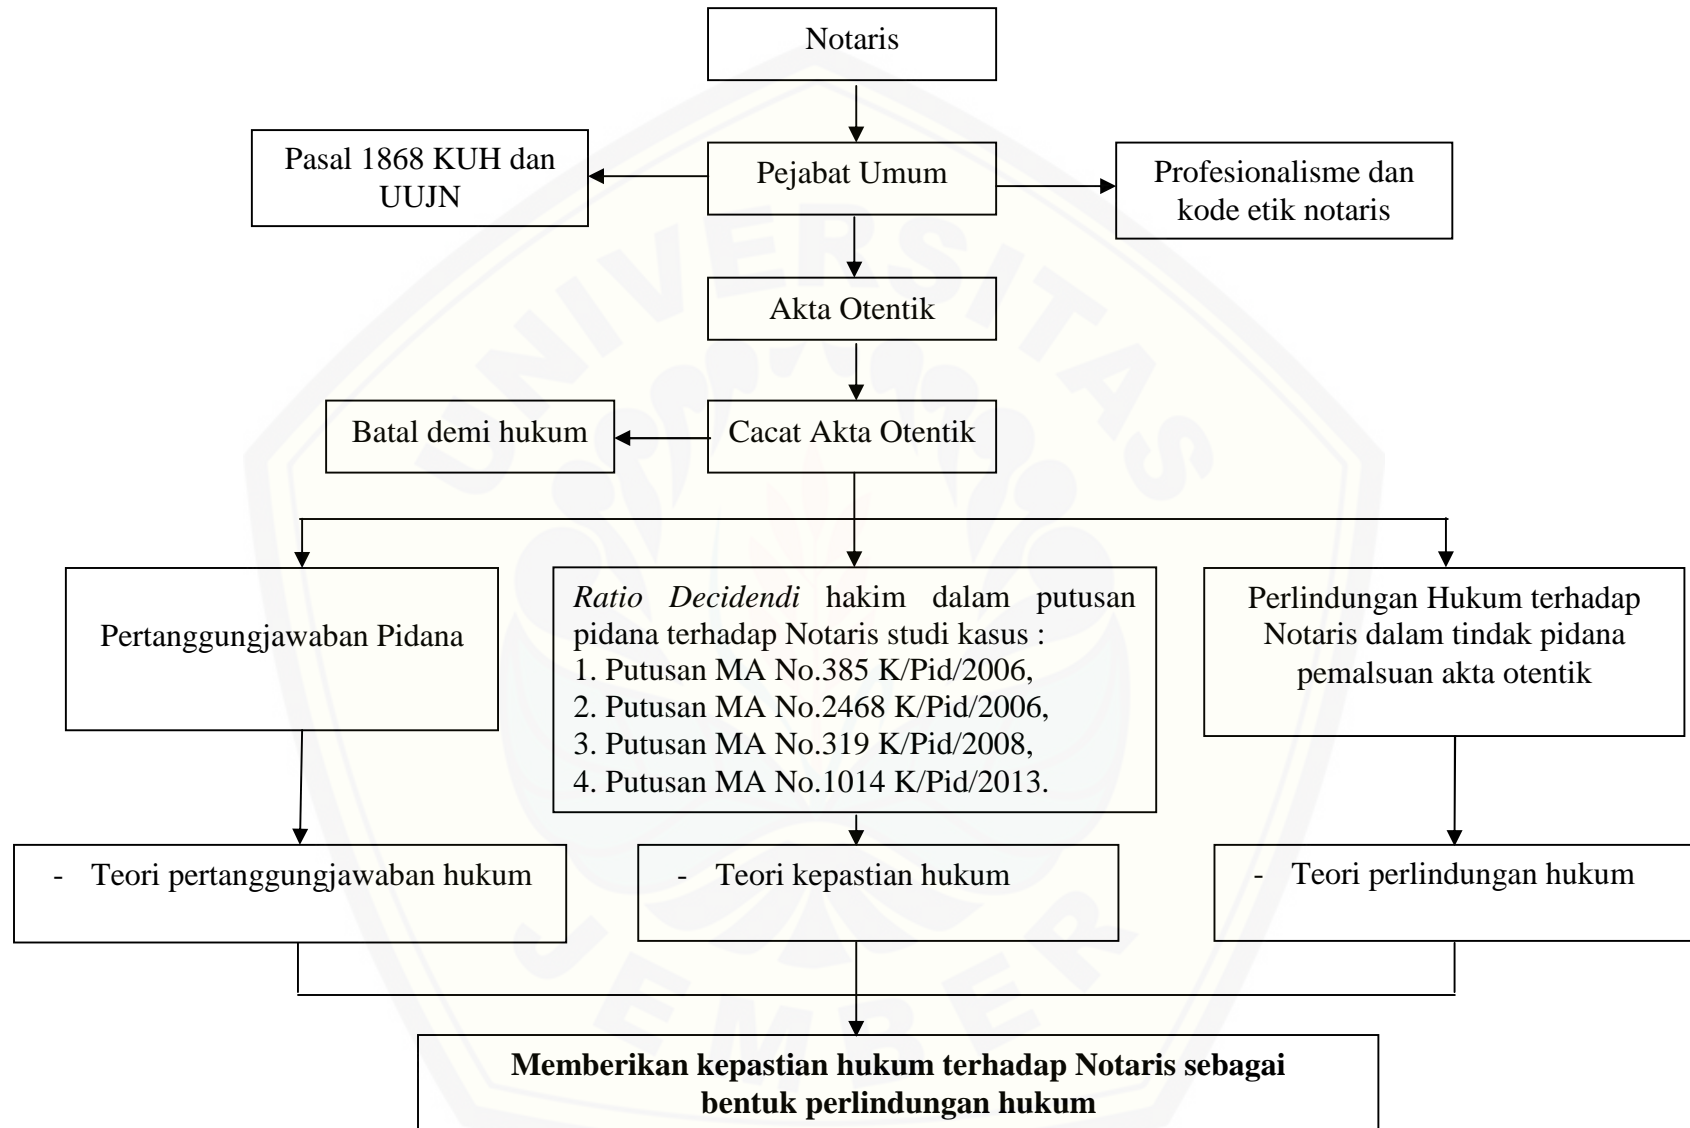 Notaris
Pasal 1868 KUH dan
UUJN
Pejabat Umum
Profesionalisme dan
kode etik notaris
Akta Otentik
Batal demi hukum
Cacat Akta Otentik
Pertanggungjawaban Pidana
Ratio Decidendi hakim dalam putusan
pidana terhadap Notaris studi kasus :
1. Putusan MA No.385 K/Pid/2006,
2. Putusan MA No.2468 K/Pid/2006,
3. Putusan MA No.319 K/Pid/2008,
4. Putusan MA No.1014 K/Pid/2013.
Perlindungan Hukum terhadap
Notaris dalam tindak pidana
pemalsuan akta otentik
- Teori pertanggungjawaban hukum
- Teori kepastian hukum
- Teori perlindungan hukum
Memberikan kepastian hukum terhadap Notaris sebagai
bentuk perlindungan hukum
UNIVERSITAS
JEMBER